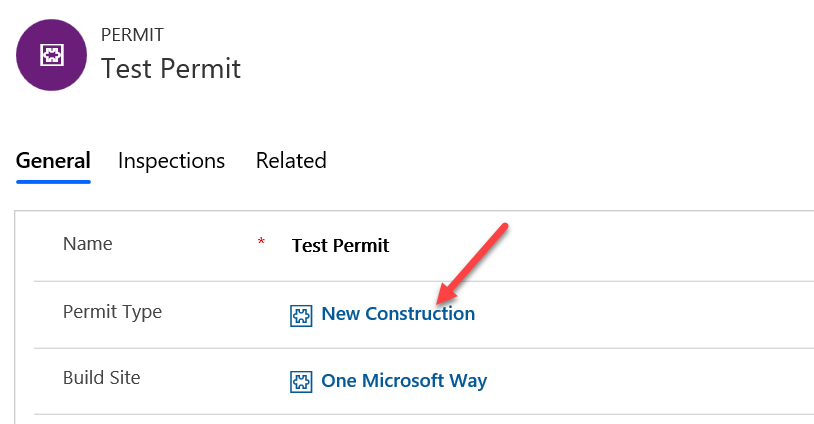 PERMIT
Test Permit
General Inspections Related
Name * Test Permit
Permit Type New Construction
Build Site One Microsoft Way